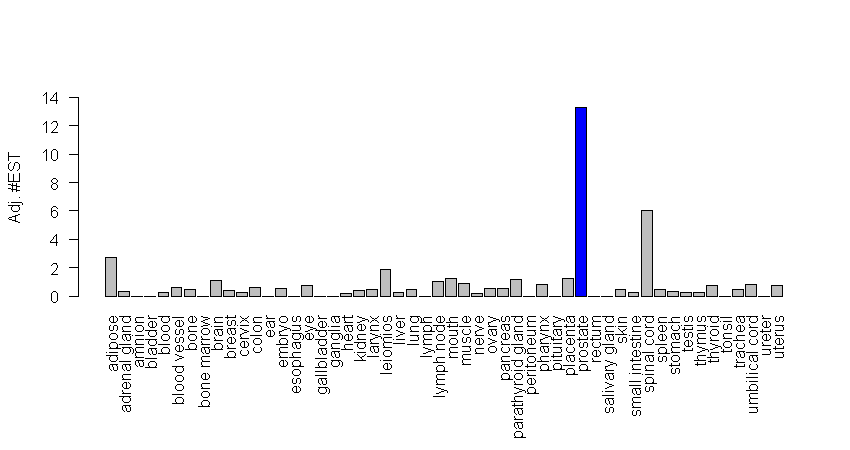 Adj. #EST
14
12
10
8
6
4
2
0
adipose
adrenal gland
amnion
bladder
blood
blood vessel
bone
bone marrow
brain
breast
cervix
colon
ear
embryo
esophagus
eye
gallbladder
ganglia
heart
kidney
larynx
leiomios
liver
lung
lymph
lymph node
mouth
muscle
nerve
ovary
pancreas
parathyroid gland
peritoneum
pharynx
pituitary
placenta
prostate
rectum
salivary gland
skin
small intestine
spinal cord
spleen
stomach
testis
thymus
thyroid
tonsil
trachea
umbilical cord
ureter
uterus